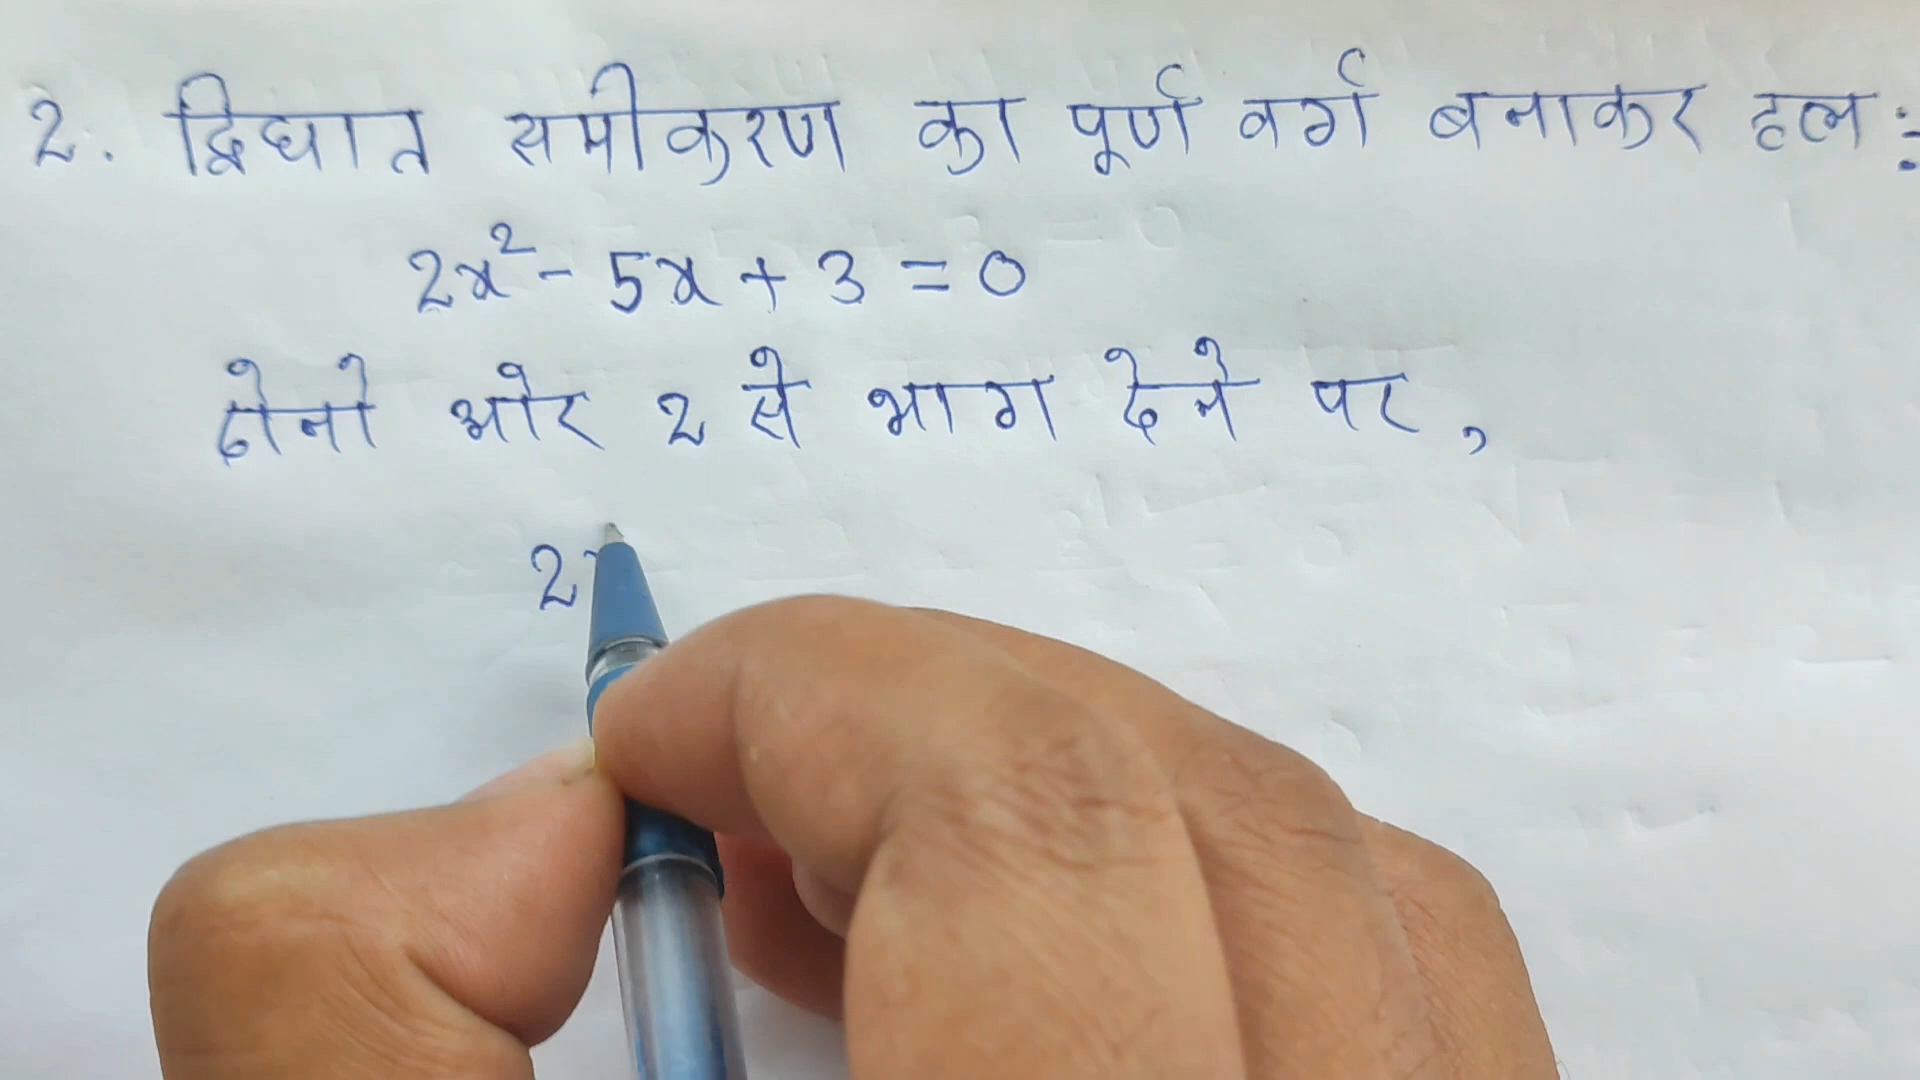 2. द्विघात समीकरण का पूर्ण वर्ग बनाकर हल :
2x² - 5x + 3 = 0
दोनो ओर 2 से भाग देने पर ,
2